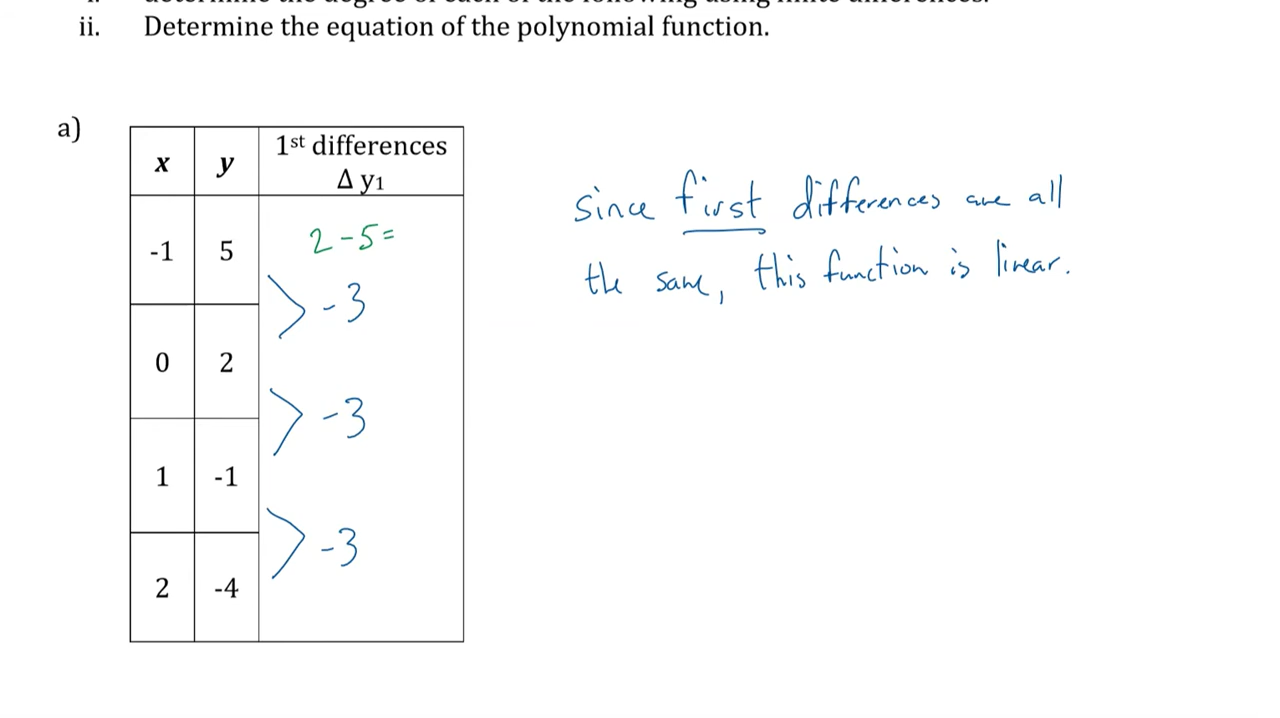 ii. Determine the equation of the polynomial function.
a)
x y 1st differences Δ y1
-1 5 2-5=
> -3
0 2
> -3
1 -1
> -3
2 -4
since first differences are all
the same, this function is linear.